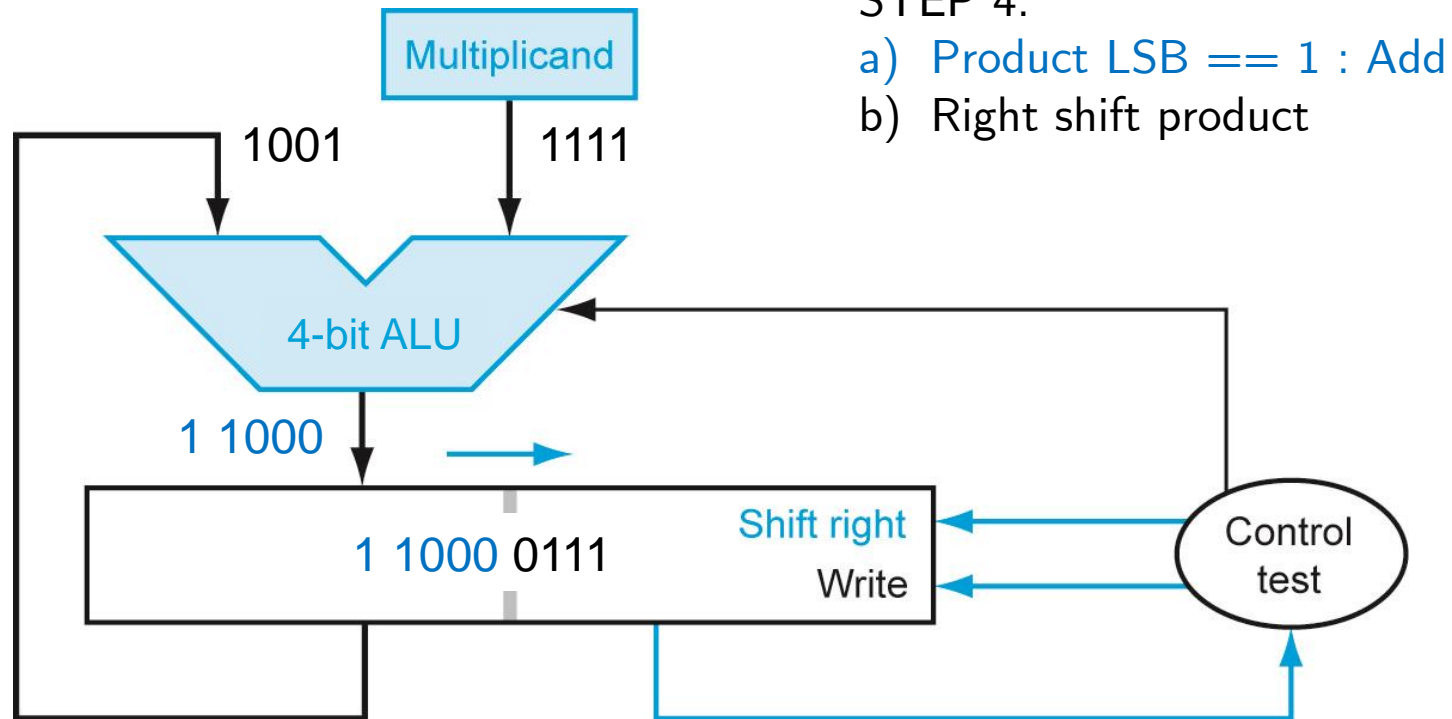 STEP 4:
a) Product LSB == 1 : Add
b) Right shift product
Multiplicand
1001
1111
4-bit ALU
1 1000
1 1000 0111
Shift right
Write
Control
test